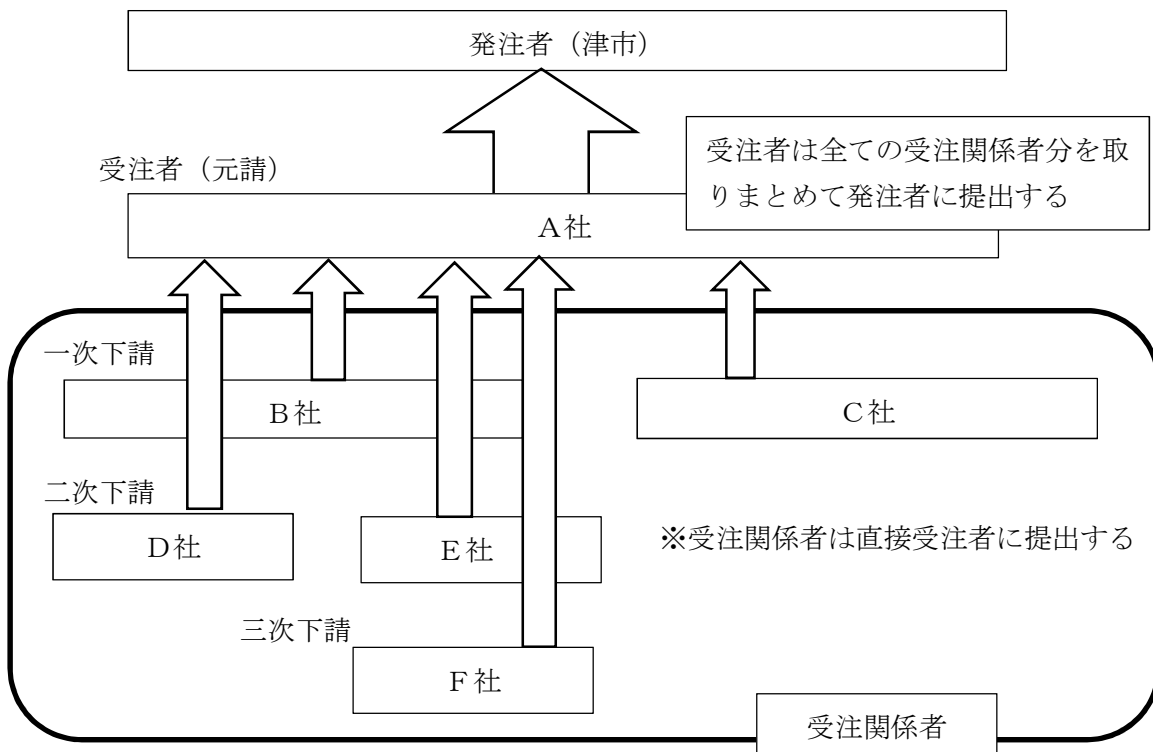 発注者（津市）
受注者（元請）
受注者は全ての受注関係者分を取
りまとめて発注者に提出する
Ａ社
一次下請
Ｂ社
Ｃ社
二次下請
Ｄ社
Ｅ社
※受注関係者は直接受注者に提出する
三次下請
Ｆ社
受注関係者